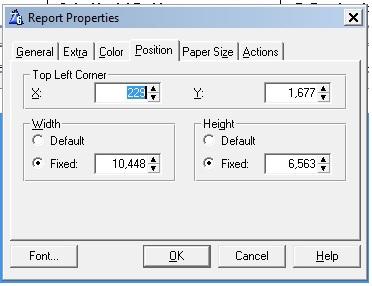 Report Properties
General Extra Color Position Paper Size Actions
Top Left Corner
X: 229 Y: 1,677
Width Height
Default Default
Fixed: 10,448 Fixed: 6,563
Font... OK Cancel Help